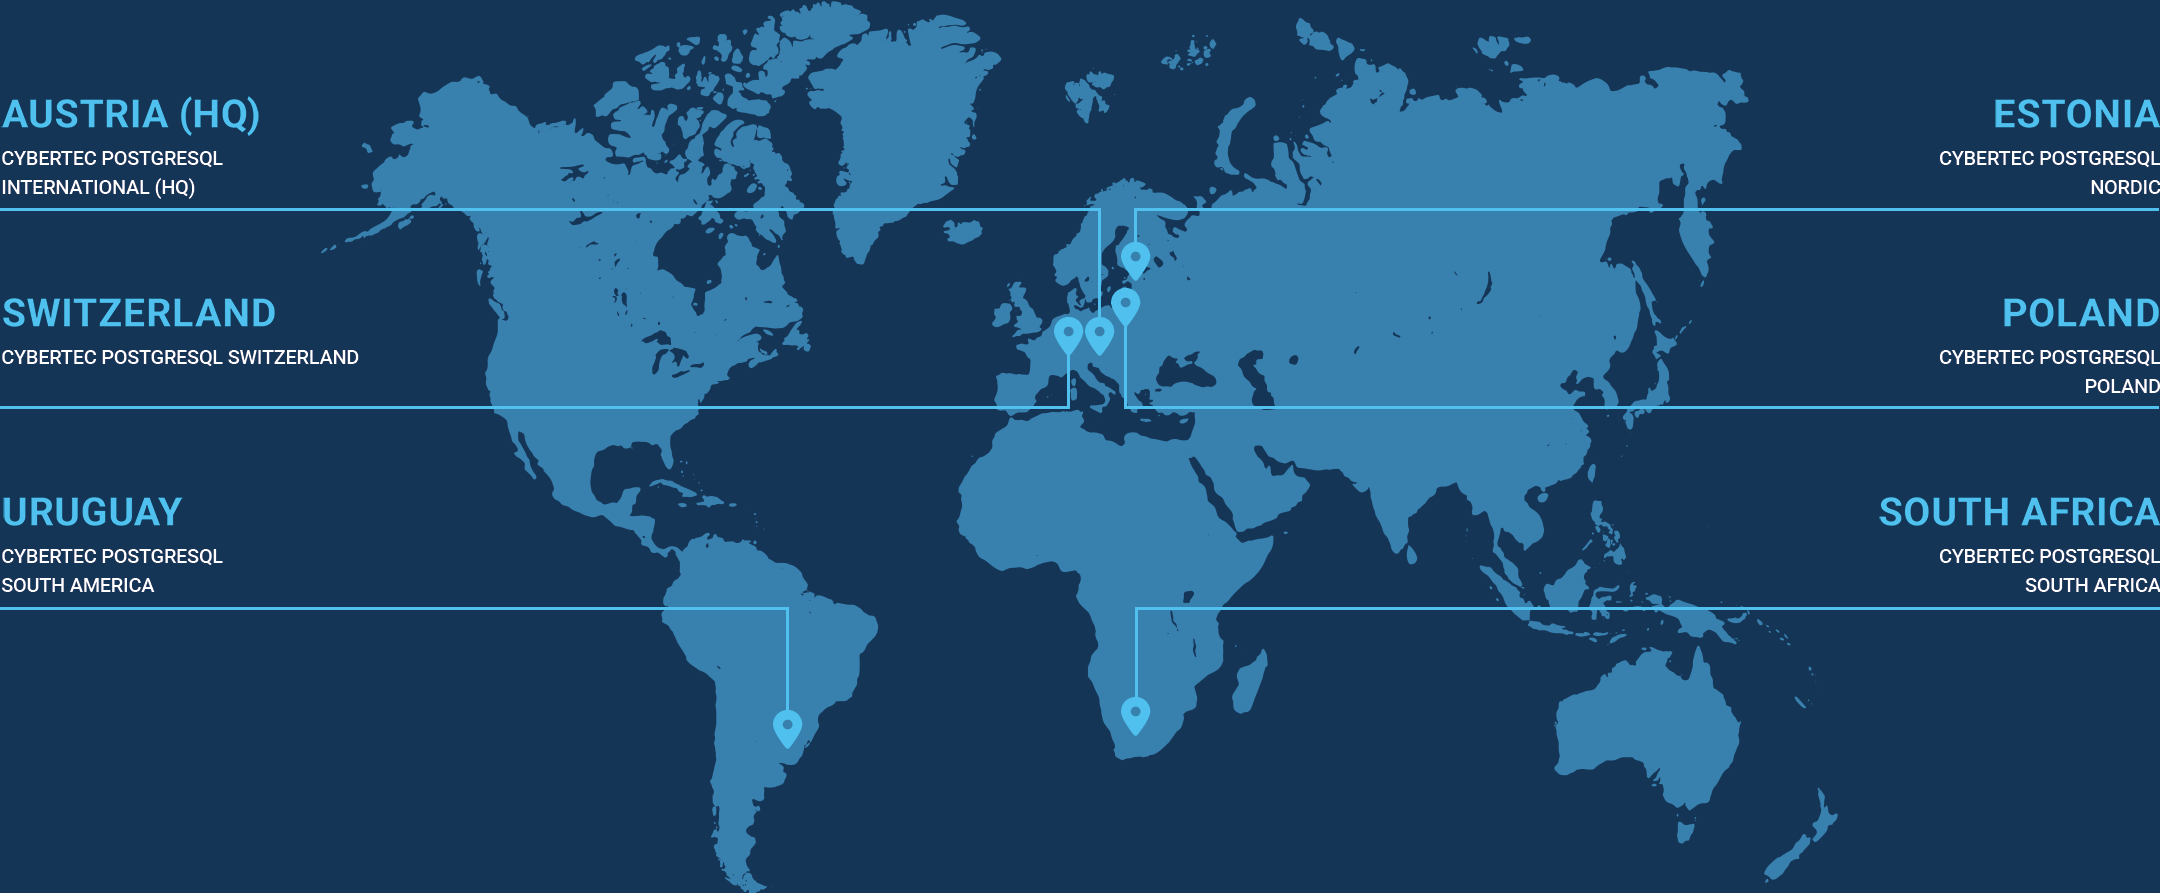 AUSTRIA (HQ)
CYBERTEC POSTGRESQL
INTERNATIONAL (HQ)
SWITZERLAND
CYBERTEC POSTGRESQL SWITZERLAND
URUGUAY
CYBERTEC POSTGRESQL
SOUTH AMERICA
ESTONIA
CYBERTEC POSTGRESQL
NORDIC
POLAND
CYBERTEC POSTGRESQL
POLAND
SOUTH AFRICA
CYBERTEC POSTGRESQL
SOUTH AFRICA